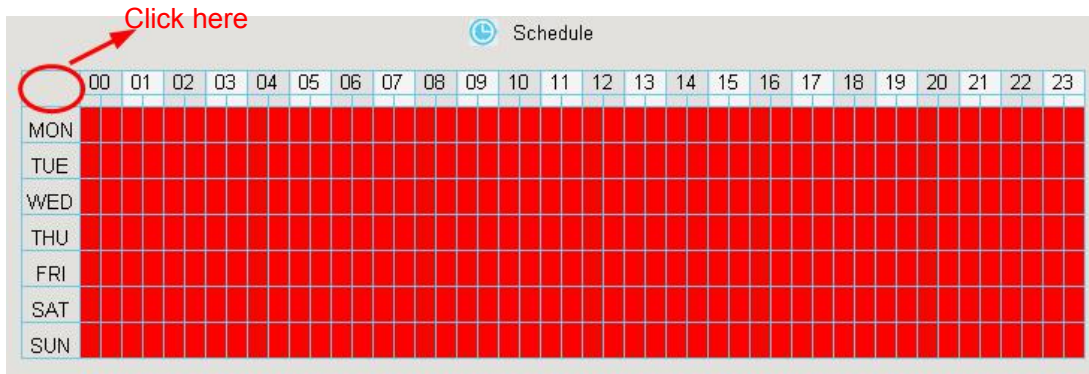 Click here
Schedule
00 01 02 03 04 05 06 07 08 09 10 11 12 13 14 15 16 17 18 19 20 21 22 23
MON
TUE
WED
THU
FRI
SAT
SUN